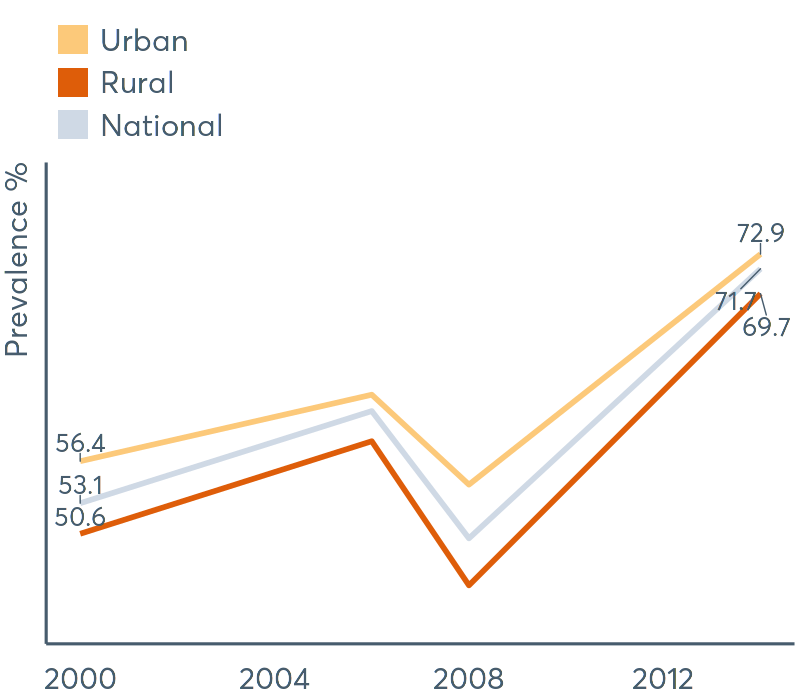 Urban
Rural
National
Prevalence %
72.9
71.7
69.7
56.4
53.1
50.6
2000 2004 2008 2012